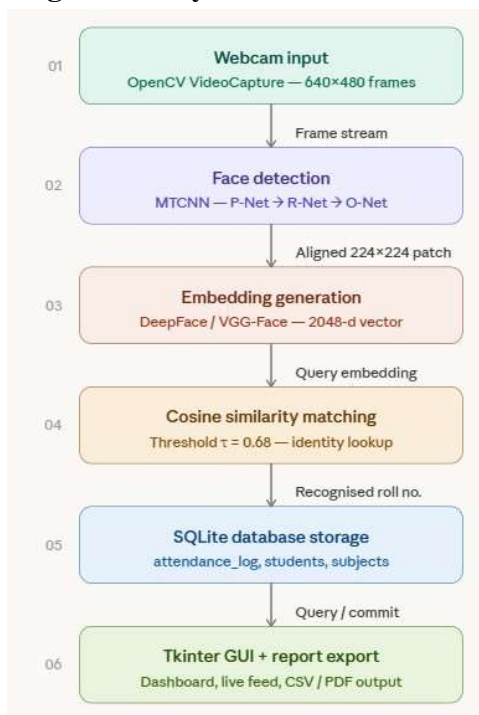 01
Webcam input
OpenCV VideoCapture — 640×480 frames
Frame stream
02
Face detection
MTCNN — P-Net → R-Net → O-Net
Aligned 224×224 patch
03
Embedding generation
DeepFace / VGG-Face — 2048-d vector
Query embedding
04
Cosine similarity matching
Threshold τ = 0.68 — identity lookup
Recognised roll no.
05
SQLite database storage
attendance_log, students, subjects
Query / commit
06
Tkinter GUI + report export
Dashboard, live feed, CSV / PDF output